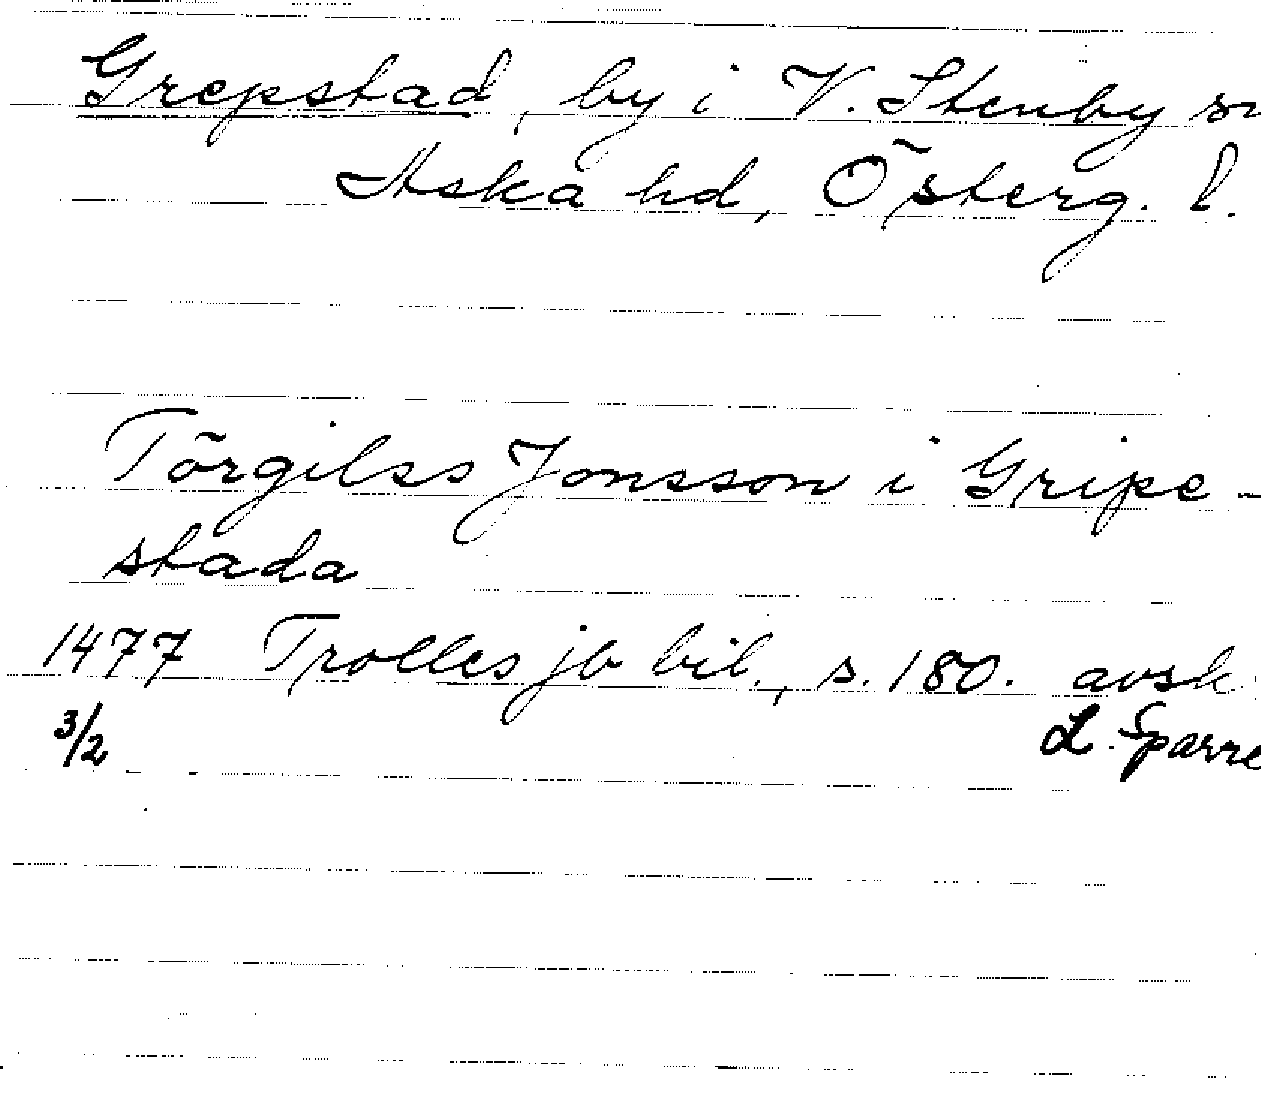 Grepstad, by i V. Stenby sn
Aska hd, Österg. l.
Törgilss Jonsson i Gripe-
stada
1477 Trolles jb bil., s. 180. avsk
3/2 L. Sparre